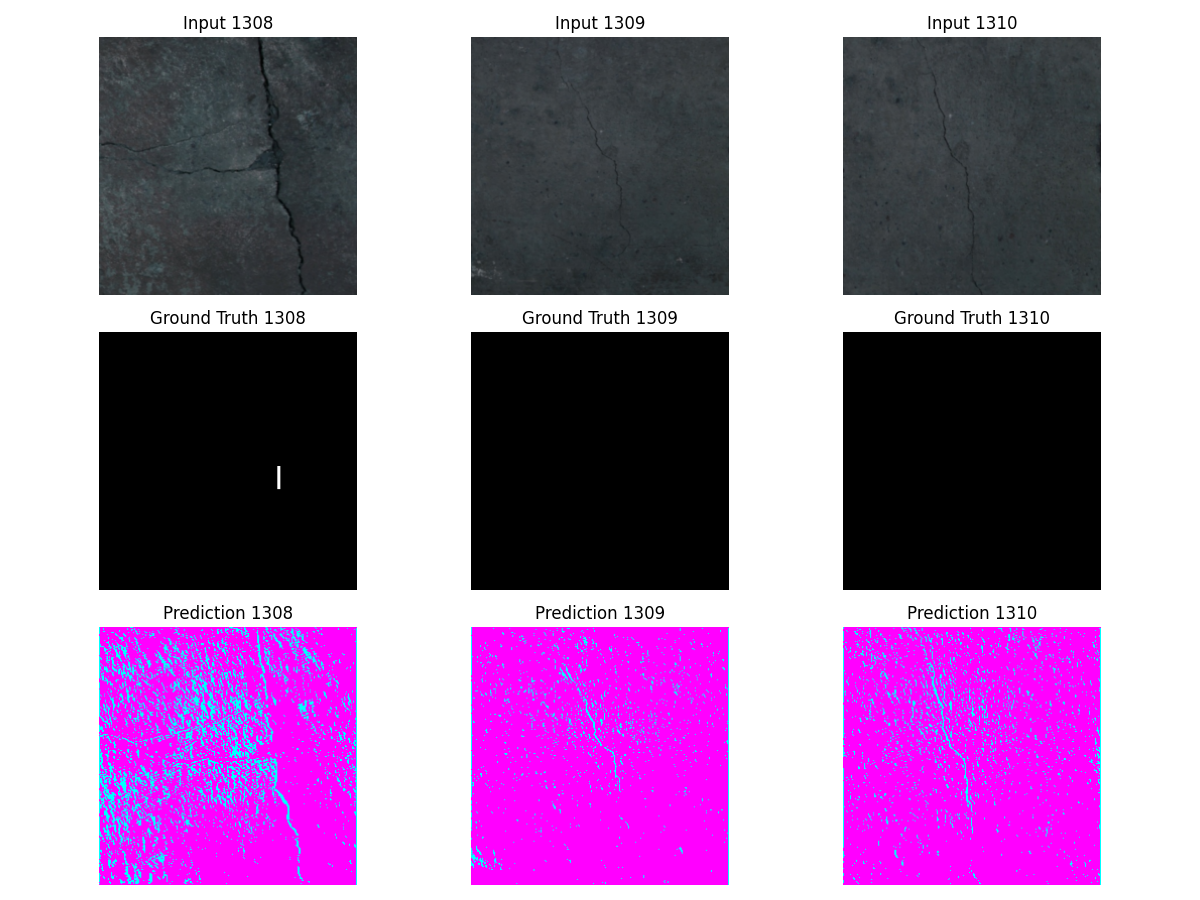 Input 1308
Input 1309
Input 1310
Ground Truth 1308
Ground Truth 1309
Ground Truth 1310
Prediction 1308
Prediction 1309
Prediction 1310